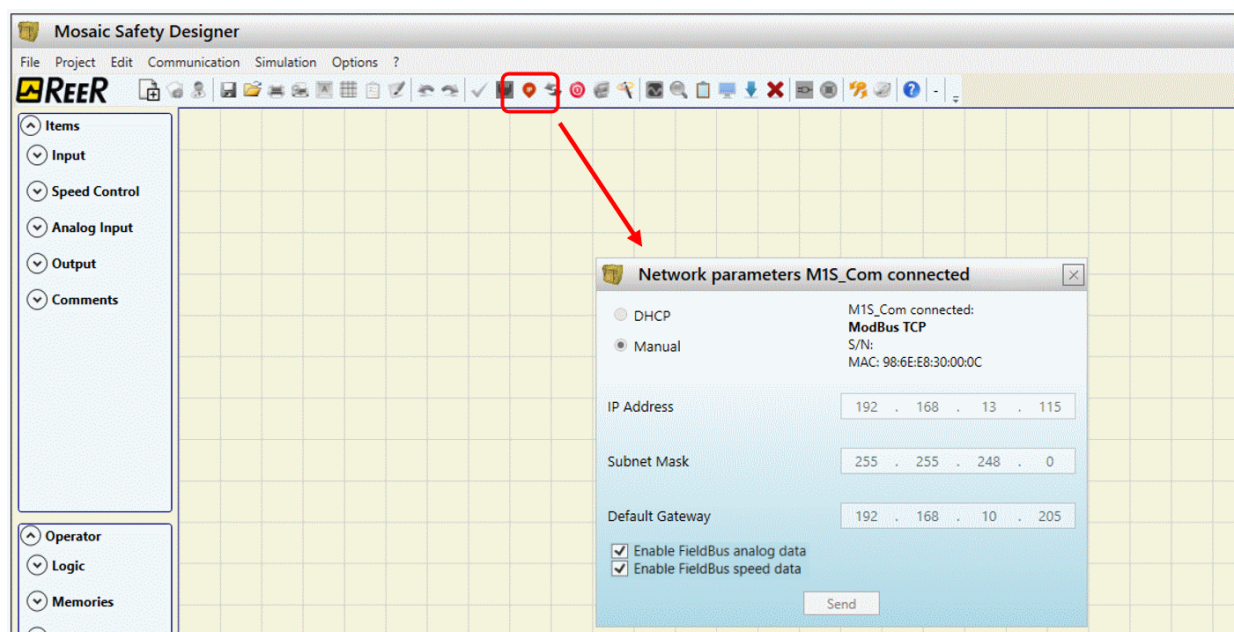 Mosaic Safety Designer
File Project Edit Communication Simulation Options ?
REER
Items
Input
Speed Control
Analog Input
Output
Comments
Operator
Logic
Memories
Network parameters M1S_Com connected
DHCP
Manual
M1S_Com connected:
ModBus TCP
S/N:
MAC: 98:6E:E8:30:00:0C
IP Address
192 . 168 . 13 . 115
Subnet Mask
255 . 255 . 248 . 0
Default Gateway
192 . 168 . 10 . 205
Enable FieldBus analog data
Enable FieldBus speed data
Send